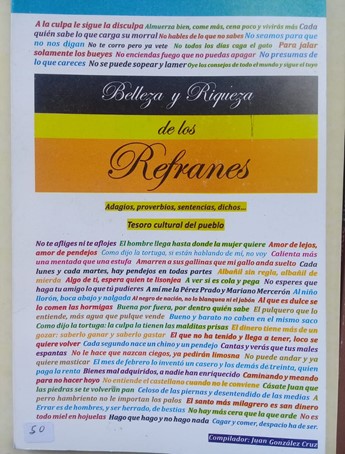 A la culpa le sigue la disculpa Almuerza bien, come más, cena poco y vivirás más Cada
quién sabe lo que carga su morral No hables de lo que no sabes No seamos para que
no nos digan No te corro pero ya vete No todos los días caga el gato Para jalar
solamente los bueyes No enciendas fuego que no puedas apagar No presumas de
lo que careces No se puede sopear y lamer Oye los consejos de todo el mundo y sigue el tuyo
Belleza y Riqueza
de los
Refranes
Adagios, proverbios, sentencias, dichos...
Tesoro cultural del pueblo
No te afliges ni te aflojes El hombre llega hasta donde la mujer quiere Amor de lejos,
amor de pendejos Como dijo la tortuga, si están hablando de mí, no voy Calienta más
una mentada que una estufa Amarren a sus gallinas que mi gallo anda suelto Cada
lunes y cada martes, hay pendejos en todas partes Albañil sin regla, albañil de
mierda Algo de ti, espera quien te lisonjea A ver si es cola y pega No esperes que
haga tu amigo lo que tú pudieres A mí me la Pérez Prado y Mariano Mercerón Al niño
llorón, boca abajo y nalgada Al negro de nación, no lo blanquea ni el jabón Al que es dulce se
lo comen las hormigas Bueno por fuera, por dentro quién sabe El pulquero que lo
entiende, más agua que pulque vende Bueno y barato no caben en el mismo saco
Como dijo la tortuga: la culpa la tienen las malditas prisas El dinero tiene más de un
gozar: saberlo ganar y saberlo gastar El que no ha tenido y llega a tener, loco se
quiere volver Cada segundo nace un chino y un pendejo Cantas y verás que tus males
espantas No le hace que nazcan ciegos, ya pedirán limosna No puede andar y ya
quiere masticar El mes de febrero lo inventó un casero y los demás de treinta, quien
paga la renta Bienes mal adquiridos, a nadie han enriquecido Caminando y meando
para no hacer hoyo No entiende el castellano cuando no le conviene Cásate Juan que
las piedras se te volverán pan Celoso de las piernas y desentendido de las medias A
perro hambriento no le importan los palos El santo más milagroso es san dinero
Errar es de hombres, y ser herrado, de bestias No hay más cera que la que arde No es
todo miel en hojuelas Hago que hago y no hago nada Cagar y comer, despacio ha de ser.
Compilador: Juan González Cruz
50